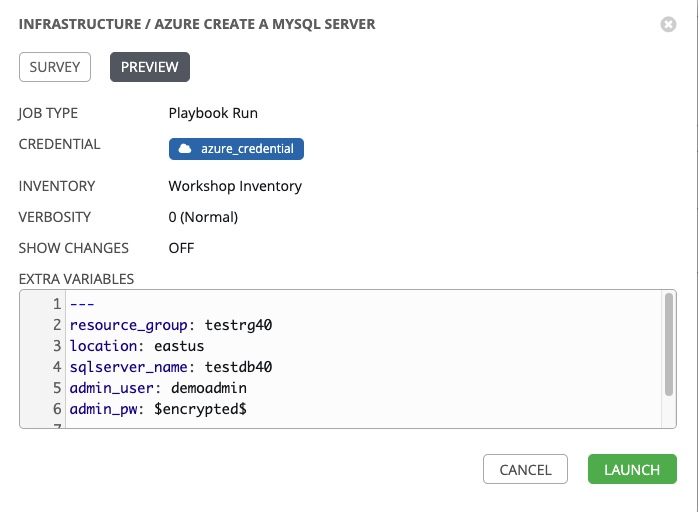 INFRASTRUCTURE / AZURE CREATE A MYSQL SERVER
SURVEY PREVIEW
JOB TYPE Playbook Run
CREDENTIAL azure_credential
INVENTORY Workshop Inventory
VERBOSITY 0 (Normal)
SHOW CHANGES OFF
EXTRA VARIABLES
1 ---
2 resource_group: testrg40
3 location: eastus
4 sqlserver_name: testdb40
5 admin_user: demoadmin
6 admin_pw: $encrypted$
CANCEL LAUNCH